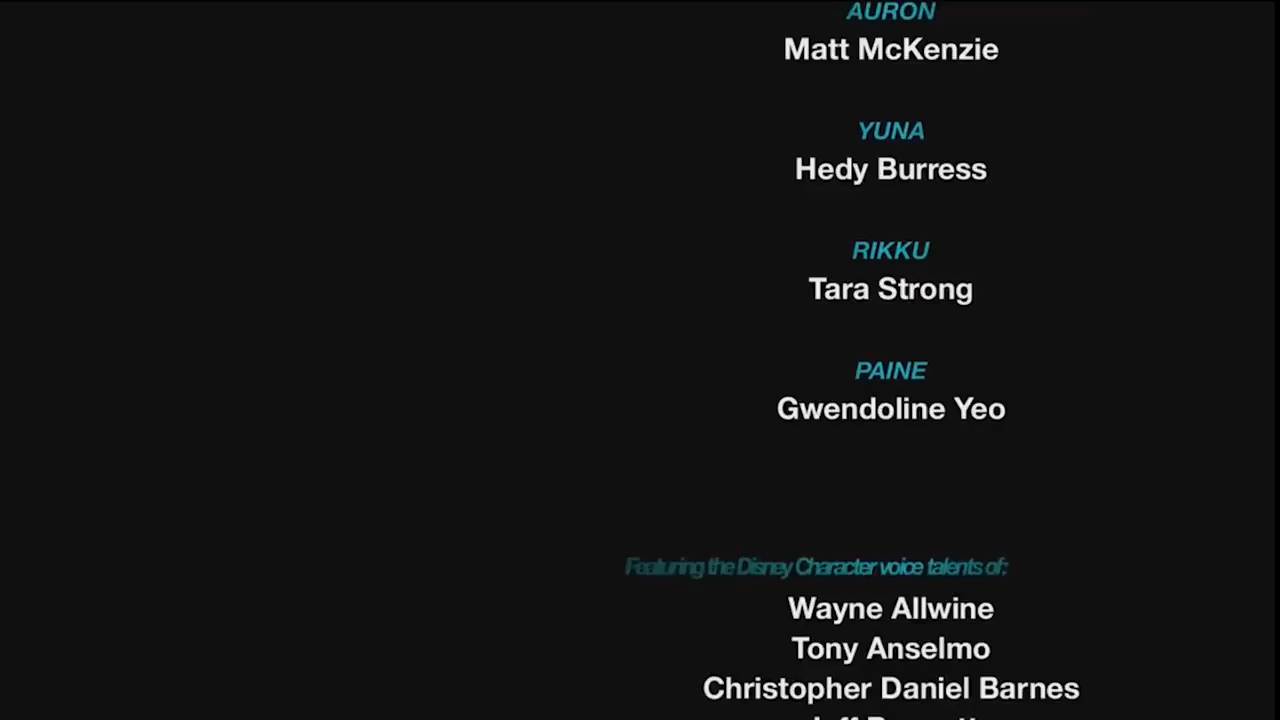 AURON
Matt McKenzie
YUNA
Hedy Burress
RIKKU
Tara Strong
PAINE
Gwendoline Yeo
Featuring the Disney Character voice talents of:
Wayne Allwine
Tony Anselmo
Christopher Daniel Barnes